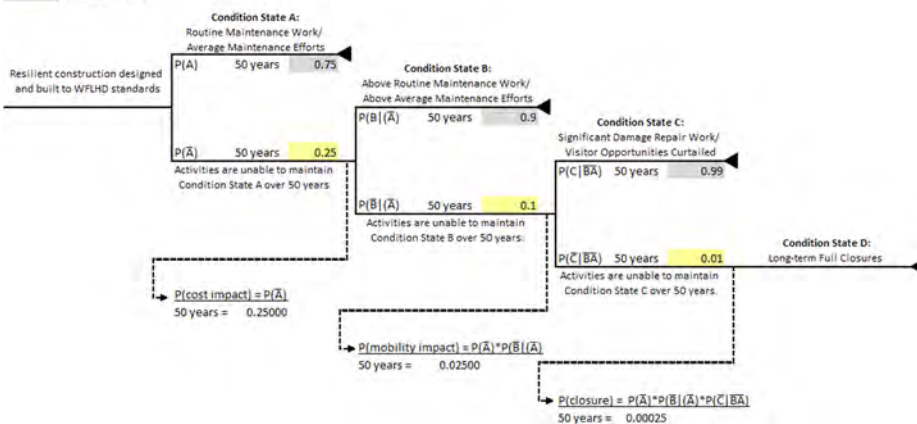 Condition State A:
Routine Maintenance Work/
Average Maintenance Efforts
Resilient construction designed
and built to WFLHD standards
P(A) 50 years 0.75
P(A̅) 50 years 0.25
Activities are unable to maintain
Condition State A over 50 years
Condition State B:
Above Routine Maintenance Work/
Above Average Maintenance Efforts
P(B|(A̅) 50 years 0.9
P(B̅|(A̅) 50 years 0.1
Activities are unable to maintain
Condition State B over 50 years.
Condition State C:
Significant Damage Repair Work/
Visitor Opportunities Curtailed
P(C|B̅A̅) 50 years 0.99
P(C̅|B̅A̅) 50 years 0.01
Activities are unable to maintain
Condition State C over 50 years.
Condition State D:
Long-term Full Closures
P(cost impact) = P(A̅)
50 years = 0.25000
P(mobility impact) = P(A̅)*P(B̅|(A̅)
50 years = 0.02500
P(closure) = P(A̅)*P(B̅|(A̅)*P(C̅|B̅A̅)
50 years = 0.00025